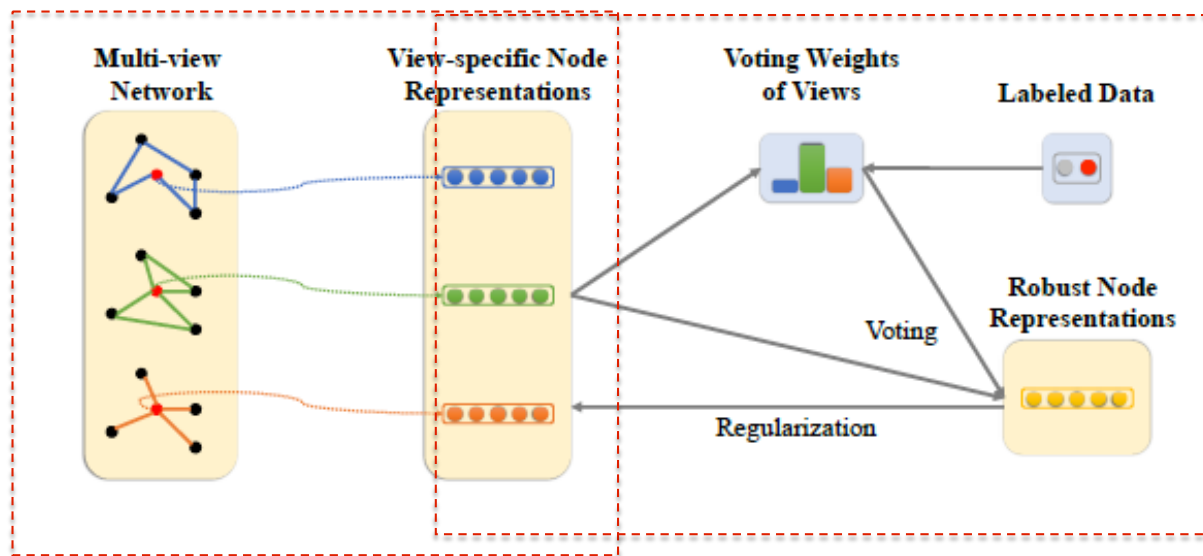 Multi-view
Network
View-specific Node
Representations
Voting Weights
of Views
Labeled Data
Robust Node
Representations
Voting
Regularization